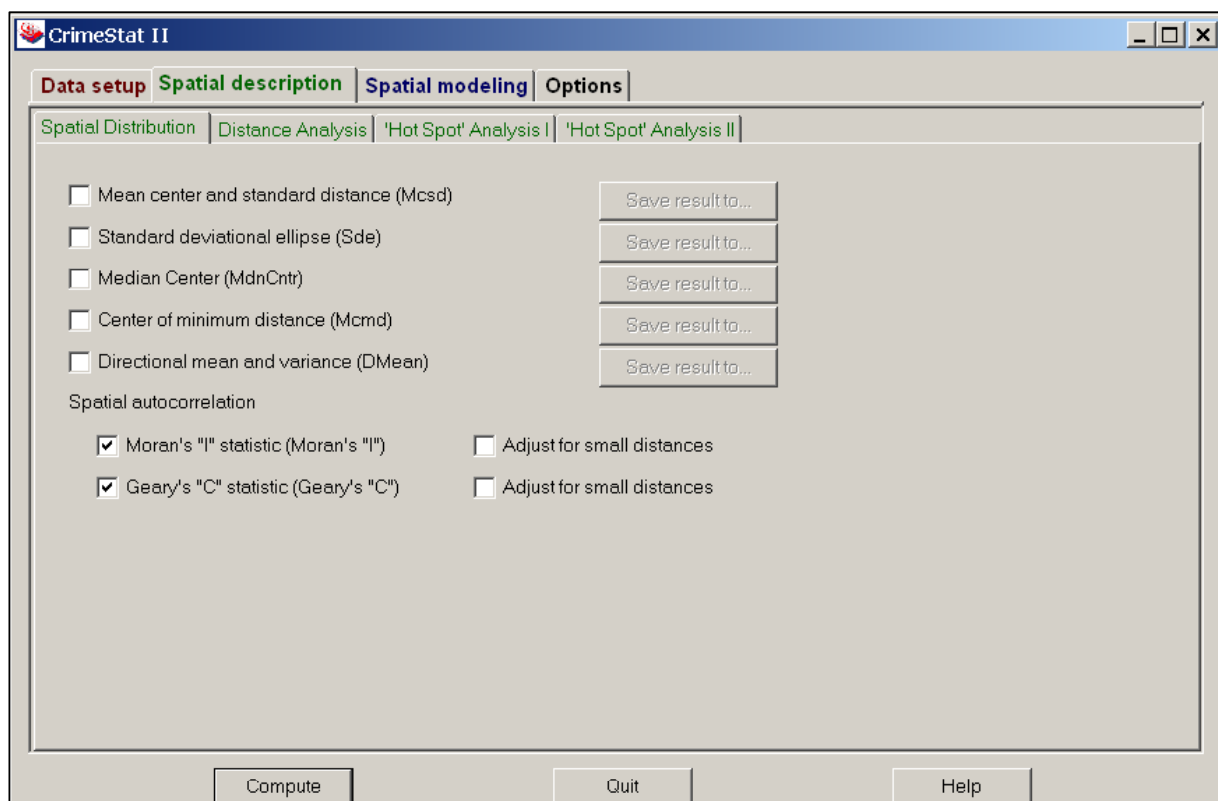 CrimeStat II
Data setup Spatial description Spatial modeling Options
Spatial Distribution Distance Analysis 'Hot Spot' Analysis I 'Hot Spot' Analysis II
Mean center and standard distance (Mcsd) Save result to...
Standard deviational ellipse (Sde) Save result to...
Median Center (MdnCntr) Save result to...
Center of minimum distance (Mcmd) Save result to...
Directional mean and variance (DMean) Save result to...
Spatial autocorrelation
Moran's "I" statistic (Moran's "I") Adjust for small distances
Geary's "C" statistic (Geary's "C") Adjust for small distances
Compute Quit Help